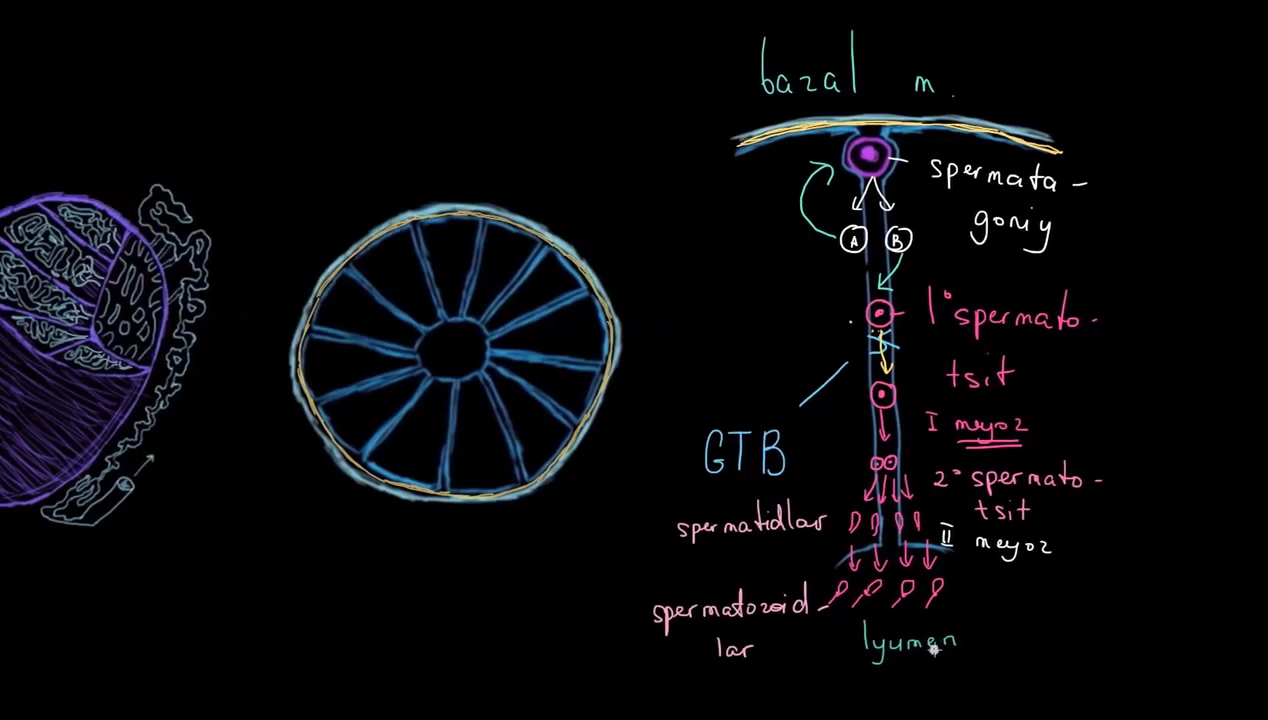 bazal m.
spermata-
goniy
A B
1° spermato-
tsit
I meyoz
GTB
2° spermato-
tsit
spermatidlar
II meyoz
spermatozoid
lar
lyumen